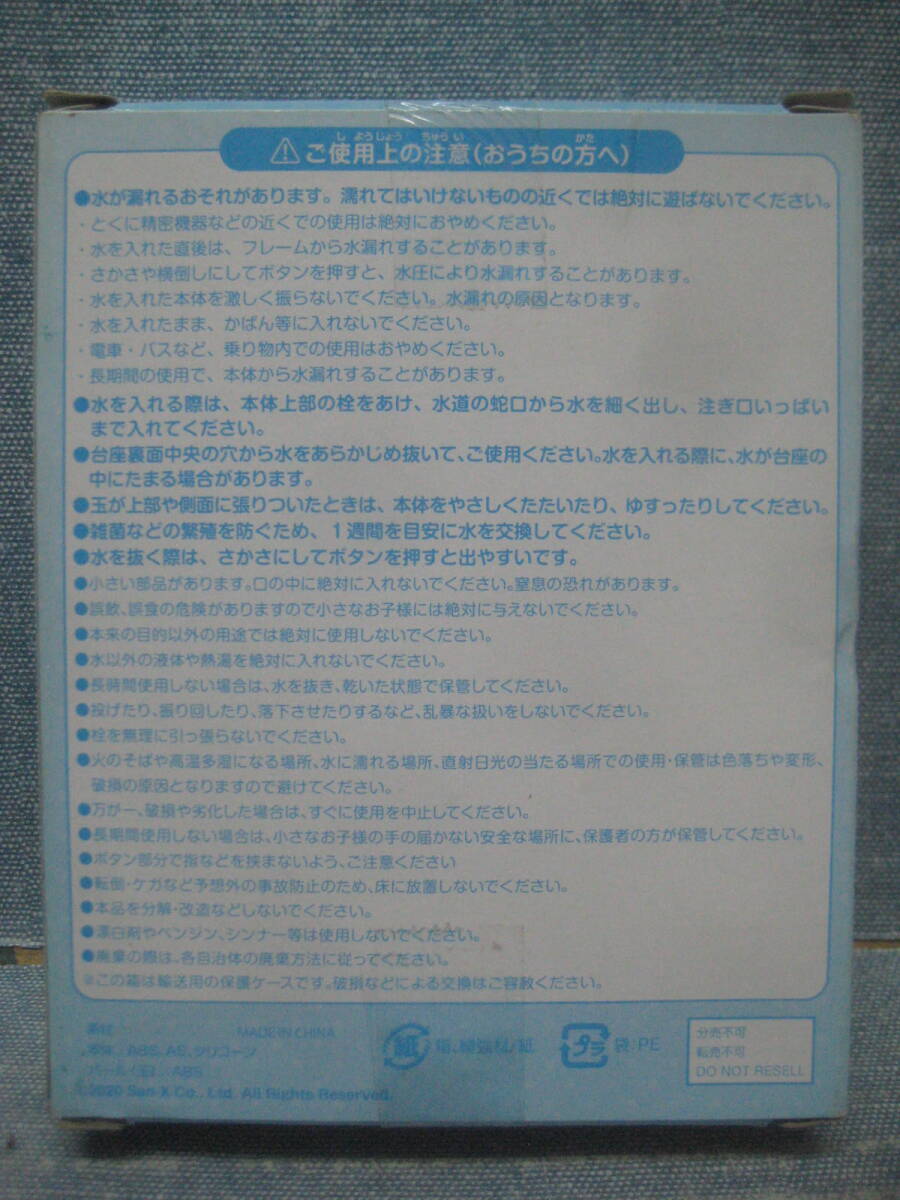 ⚠ご使用上の注意(おうちの方へ)
しようじょう ちゅうい かた
●水が漏れるおそれがあります。濡れてはいけないものの近くでは絶対に遊ばないでください。
・とくに精密機器などの近くでの使用は絶対におやめください。
・水を入れた直後は、フレームから水漏れすることがあります。
・さかさや横倒しにしてボタンを押すと、水圧により水漏れすることがあります。
・水を入れた本体を激しく振らないでください。水漏れの原因となります。
・水を入れたまま、かばん等に入れないでください。
・電車・バスなど、乗り物内での使用はおやめください。
・長期間の使用で、本体から水漏れすることがあります。
●水を入れる際は、本体上部の栓をあけ、水道の蛇口から水を細く出し、注ぎ口いっぱい
まで入れてください。
●台座裏面中央の穴から水をあらかじめ抜いて、ご使用ください。水を入れる際に、水が台座の
中にたまる場合があります。
●玉が上部や側面に張りついたときは、本体をやさしくたたいたり、ゆすったりしてください。
●雑菌などの繁殖を防ぐため、1週間を目安に水を交換してください。
●水を抜く際は、さかさにしてボタンを押すと出やすいです。
●小さい部品があります。口の中に絶対に入れないでください。窒息の恐れがあります。
●誤飲、誤食の危険がありますので小さなお子様には絶対に与えないでください。
●本来の目的以外の用途では絶対に使用しないでください。
●水以外の液体や熱湯を絶対に入れないでください。
●長時間使用しない場合は、水を抜き、乾いた状態で保管してください。
●投げたり、振り回したり、落下させたりするなど、乱暴な扱いをしないでください。
●栓を無理に引っ張らないでください。
●火のそばや高温多湿になる場所、水に濡れる場所、直射日光の当たる場所での使用・保管は色落ちや変形、
破損の原因となりますので避けてください。
●万が一、破損や劣化した場合は、すぐに使用を中止してください。
●長期間使用しない場合は、小さなお子様の手の届かない安全な場所に、保護者の方が保管してください。
●ボタン部分で指などを挟まないよう、ご注意ください
●転倒・ケガなど予想外の事故防止のため、床に放置しないでください。
●本品を分解・改造などしないでください。
●漂白剤やベンジン、シンナー等は使用しないでください。
●廃棄の際は、各自治体の廃棄方法に従ってください。
※この箱は輸送用の保護ケースです。破損などによる交換はご容赦ください。
MADE IN CHINA
ABS、AS、シリコーン
ABS
©2020 San-X Co., Ltd. All Rights Reserved.
紙
箱、補強材/紙
プラ
袋:PE
分売不可
転売不可
DO NOT RESELL